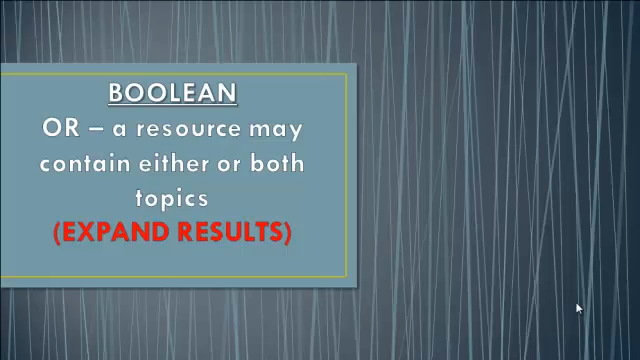 BOOLEAN
OR – a resource may
contain either or both
topics
(EXPAND RESULTS)